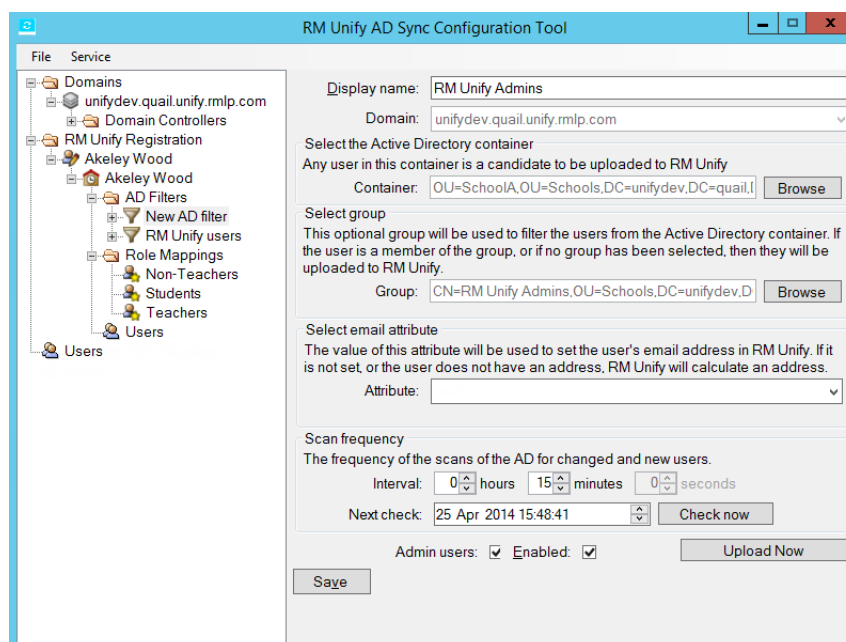 RM Unify AD Sync Configuration Tool
File Service
Domains
unifydev.quail.unify.rmlp.com
Domain Controllers
RM Unify Registration
Akeley Wood
Akeley Wood
AD Filters
New AD filter
RM Unify users
Role Mappings
Non-Teachers
Students
Teachers
Users
Users
Display name: RM Unify Admins
Domain: unifydev.quail.unify.rmlp.com
Select the Active Directory container
Any user in this container is a candidate to be uploaded to RM Unify
Container: OU=SchoolA,OU=Schools,DC=unifydev,DC=quail, Browse
Select group
This optional group will be used to filter the users from the Active Directory container. If
the user is a member of the group, or if no group has been selected, then they will be
uploaded to RM Unify.
Group: CN=RM Unify Admins,OU=Schools,DC=unifydev,D Browse
Select email attribute
The value of this attribute will be used to set the user's email address in RM Unify. If it
is not set, or the user does not have an address, RM Unify will calculate an address.
Attribute:
Scan frequency
The frequency of the scans of the AD for changed and new users.
Interval: 0 hours 15 minutes 0 seconds
Next check: 25 Apr 2014 15:48:41 Check now
Admin users: Enabled: Upload Now
Save